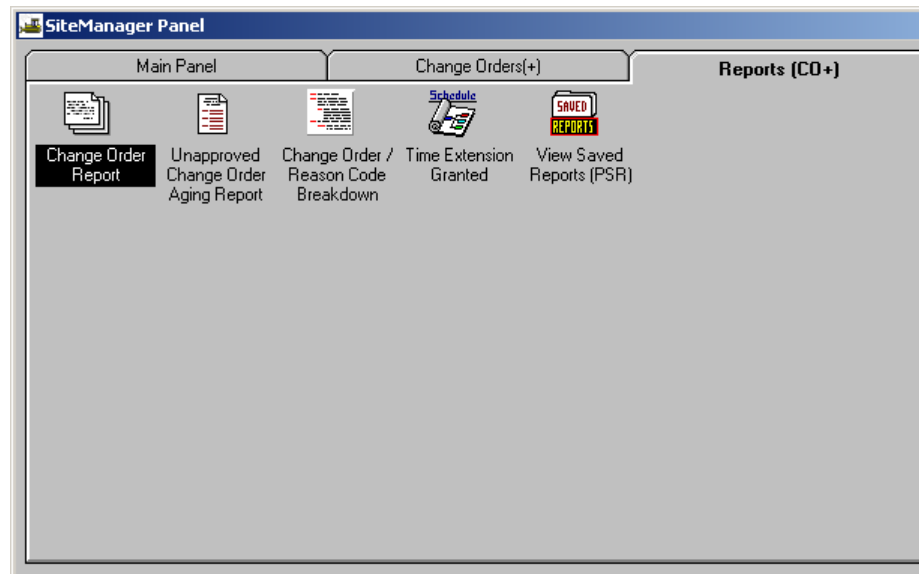 SiteManager Panel
Main Panel
Change Orders(+)
Reports (CO+)
Schedule
SAVED
REPORTS
Change Order
Report
Unapproved
Change Order
Aging Report
Change Order /
Reason Code
Breakdown
Time Extension
Granted
View Saved
Reports (PSR)